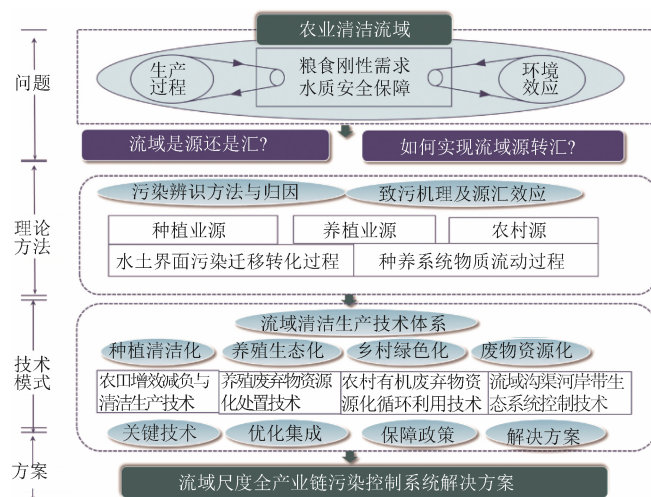 农业清洁流域
问题
生产
过程
粮食刚性需求
水质安全保障
环境
效应
流域是源还是汇?
如何实现流域源转汇?
理论
方法
污染辨识方法与归因
致污机理及源汇效应
种植业源
养殖业源
农村源
水土界面污染迁移转化过程
种养系统物质流动过程
技术
模式
流域清洁生产技术体系
种植清洁化
养殖生态化
乡村绿色化
废物资源化
农田增效减负与
清洁生产技术
养殖废弃物资源
化处置技术
农村有机废弃物资
源化循环利用技术
流域沟渠河岸带生
态系统控制技术
关键技术
优化集成
保障政策
解决方案
方案
流域尺度全产业链污染控制系统解决方案